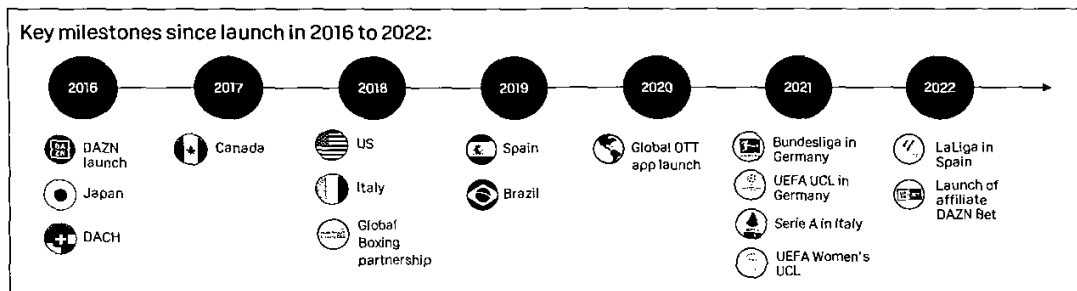 Key milestones since launch in 2016 to 2022:
2016
2017
2018
2019
2020
2021
2022
DAZN
launch
Japan
DACH
Canada
US
Italy
Global
Boxing
partnership
Spain
Brazil
Global OTT
app launch
Bundesliga in
Germany
UEFA UCL in
Germany
Serie A in Italy
UEFA Women's
UCL
LaLiga in
Spain
Launch of
affiliate
DAZN Bet